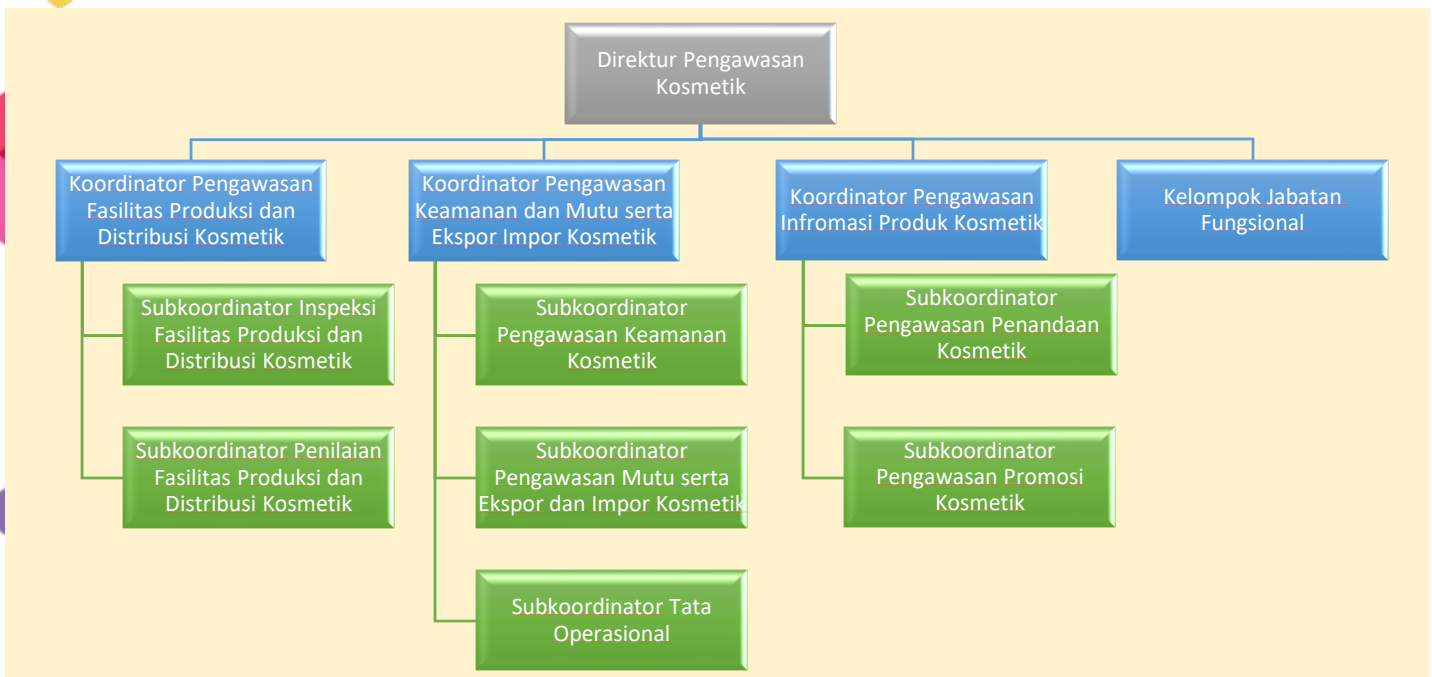 Direktur Pengawasan
Kosmetik
Koordinator Pengawasan
Fasilitas Produksi dan
Distribusi Kosmetik
Koordinator Pengawasan
Keamanan dan Mutu serta
Ekspor Impor Kosmetik
Koordinator Pengawasan
Infromasi Produk Kosmetik
Kelompok Jabatan
Fungsional
Subkoordinator Inspeksi
Fasilitas Produksi dan
Distribusi Kosmetik
Subkoordinator Penilaian
Fasilitas Produksi dan
Distribusi Kosmetik
Subkoordinator
Pengawasan Keamanan
Kosmetik
Subkoordinator
Pengawasan Mutu serta
Ekspor dan Impor Kosmetik
Subkoordinator Tata
Operasional
Subkoordinator
Pengawasan Penandaan
Kosmetik
Subkoordinator
Pengawasan Promosi
Kosmetik